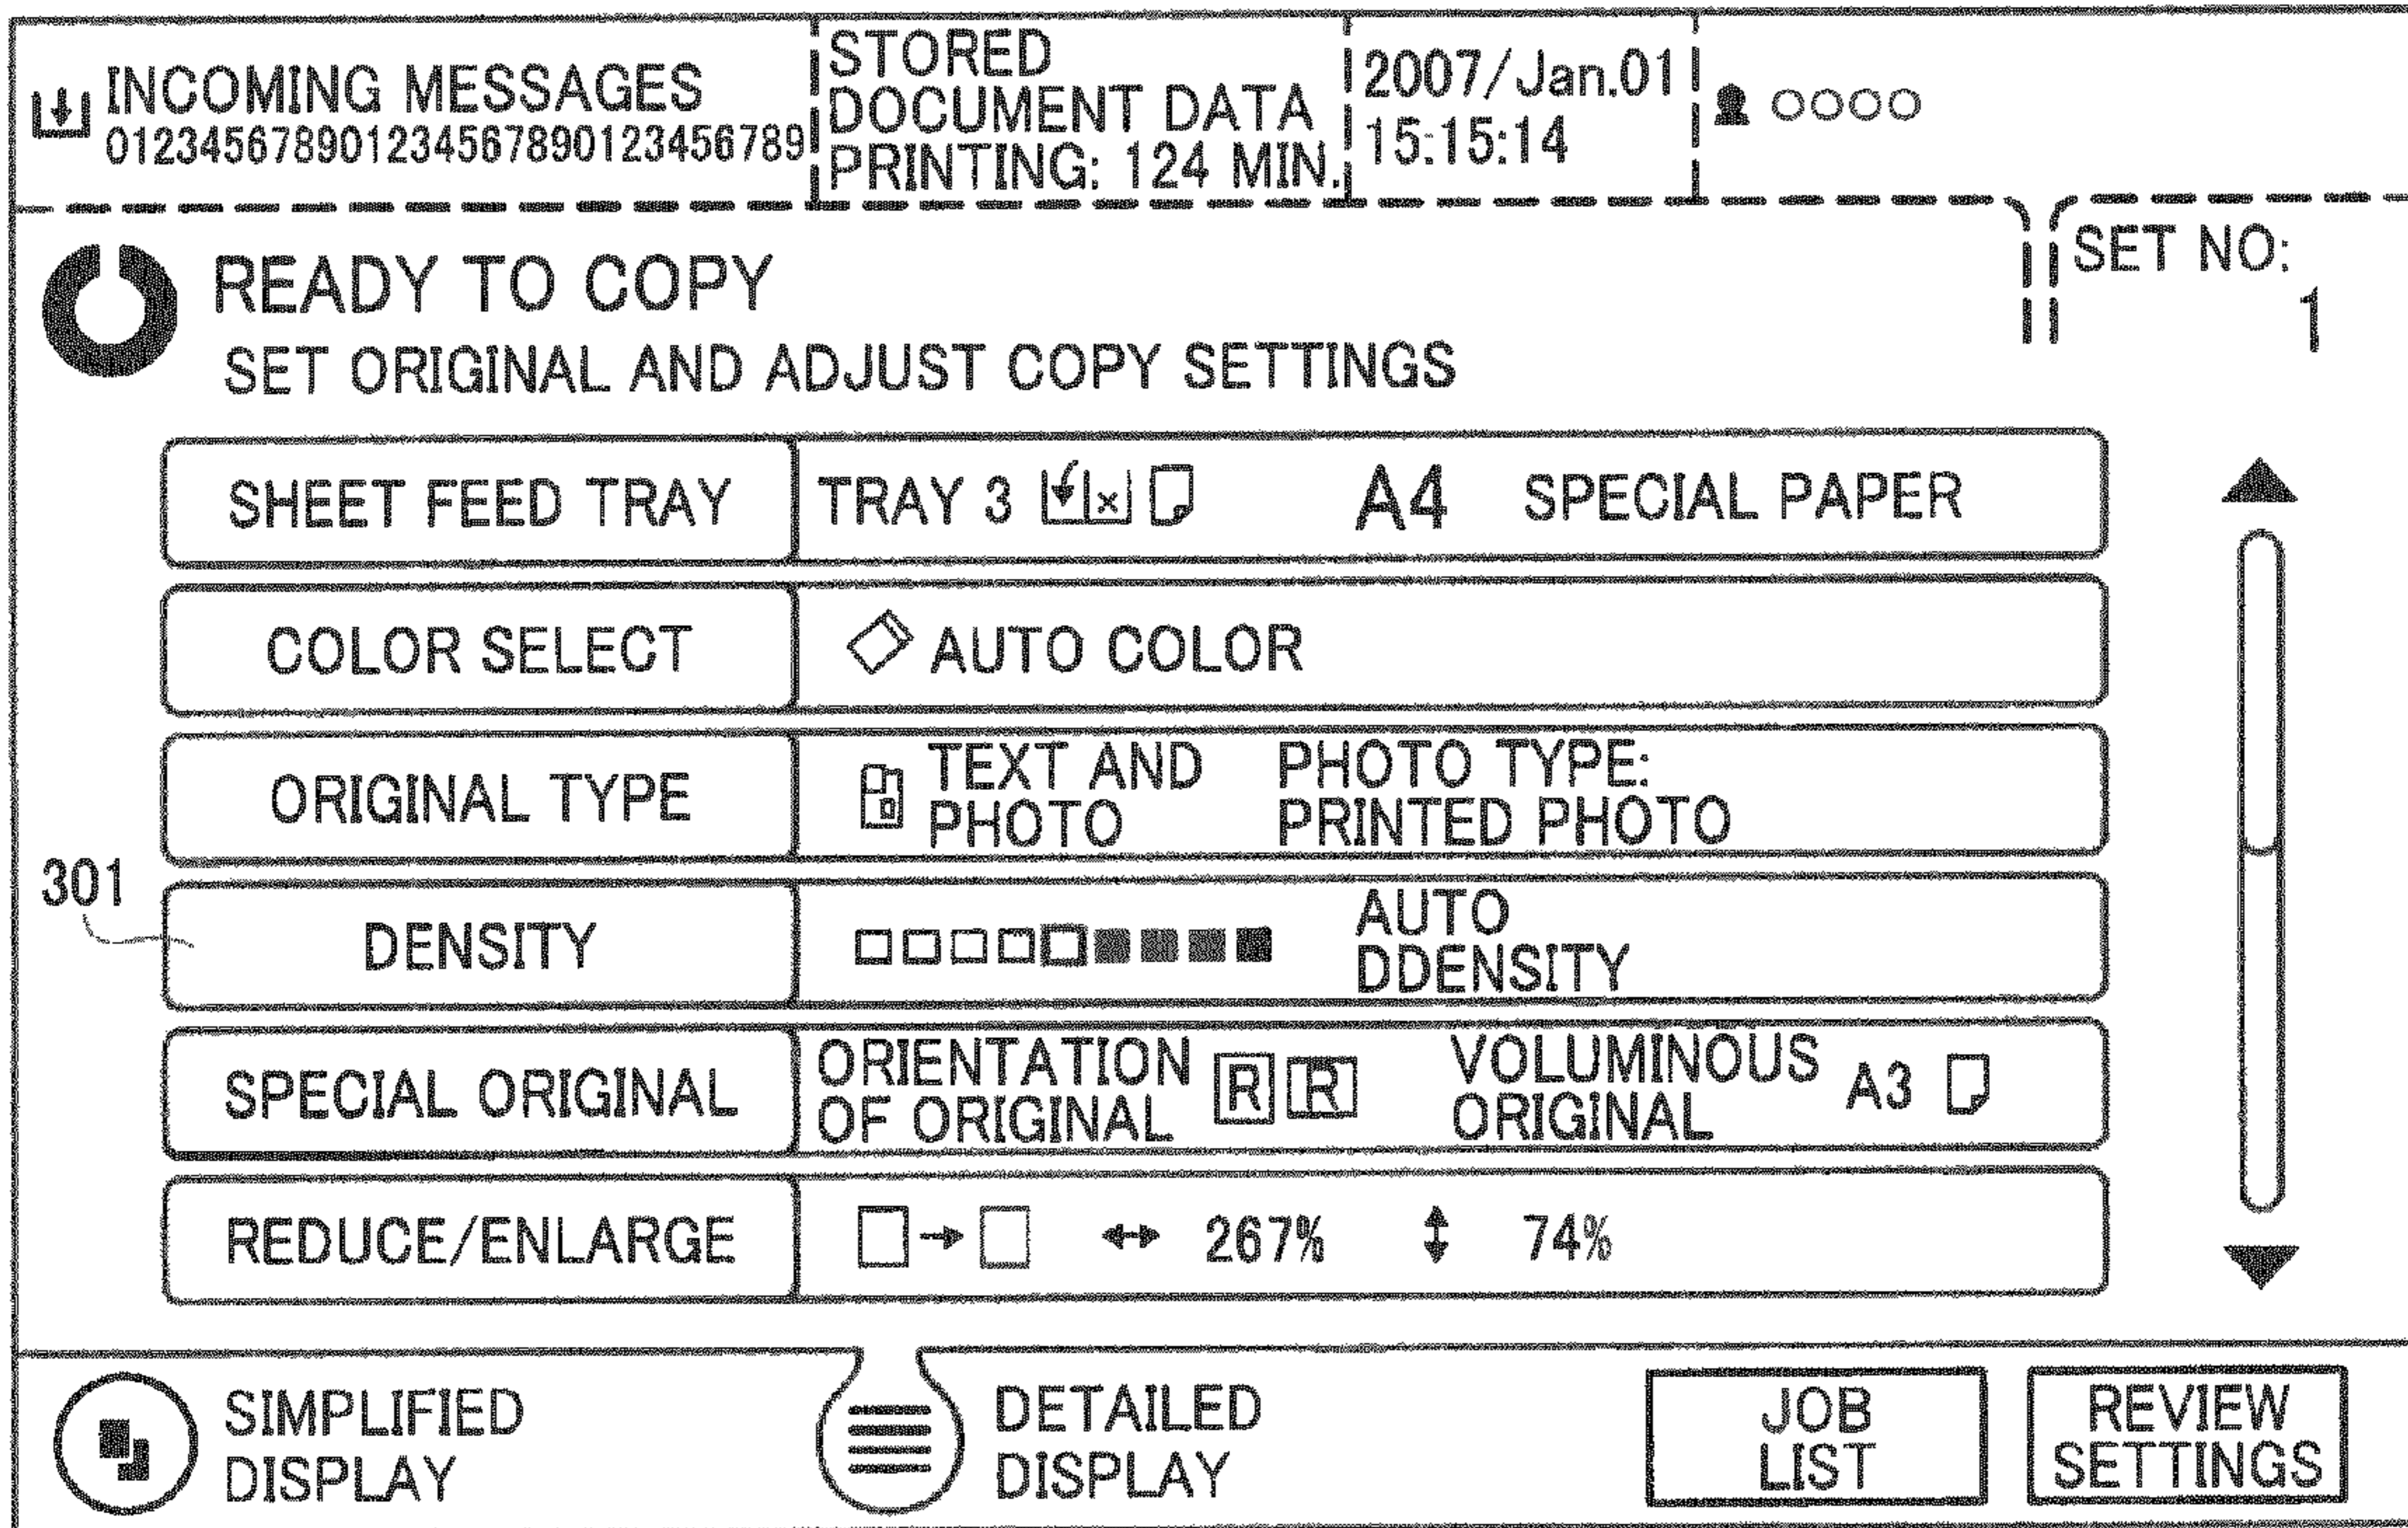 INCOMING MESSAGES
012345678901234567890123456789
STORED
DOCUMENT DATA
PRINTING: 124 MIN.
2007/Jan.01
15:15:14
○○○○
READY TO COPY
SET ORIGINAL AND ADJUST COPY SETTINGS
SET NO:
1
SHEET FEED TRAY
TRAY 3 A4 SPECIAL PAPER
COLOR SELECT
AUTO COLOR
ORIGINAL TYPE
TEXT AND
PHOTO
PHOTO TYPE:
PRINTED PHOTO
301
DENSITY
AUTO
DDENSITY
SPECIAL ORIGINAL
ORIENTATION
OF ORIGINAL
R R
VOLUMINOUS
ORIGINAL
A3
REDUCE/ENLARGE
267% 74%
SIMPLIFIED
DISPLAY
DETAILED
DISPLAY
JOB
LIST
REVIEW
SETTINGS